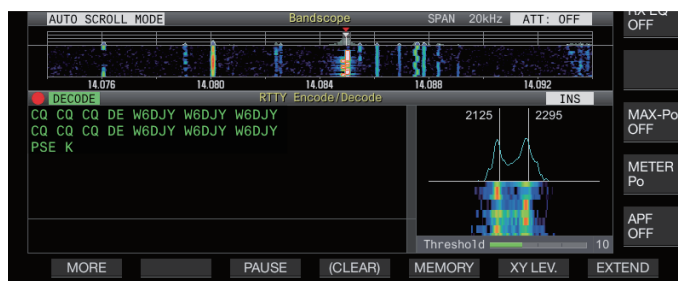 AUTO SCROLL MODE Bandscope SPAN 20kHz ATT: OFF
RX EQ
OFF
14.076 14.080 14.084 14.088 14.092
DECODE RTTY Encode/Decode INS
CQ CQ CQ DE W6DJY W6DJY W6DJY
CQ CQ CQ DE W6DJY W6DJY W6DJY
PSE K
2125 2295
MAX-Po
OFF
METER
Po
APF
OFF
Threshold 10
MORE PAUSE (CLEAR) MEMORY XY LEV. EXTEND